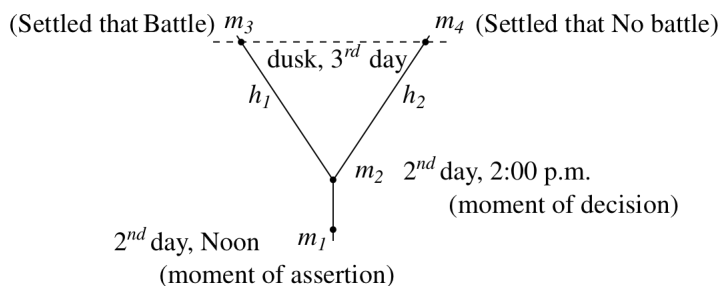 (Settled that Battle) m3 m4 (Settled that No battle)
dusk, 3rd day
h1 h2
m2 2nd day, 2:00 p.m.
(moment of decision)
2nd day, Noon m1
(moment of assertion)